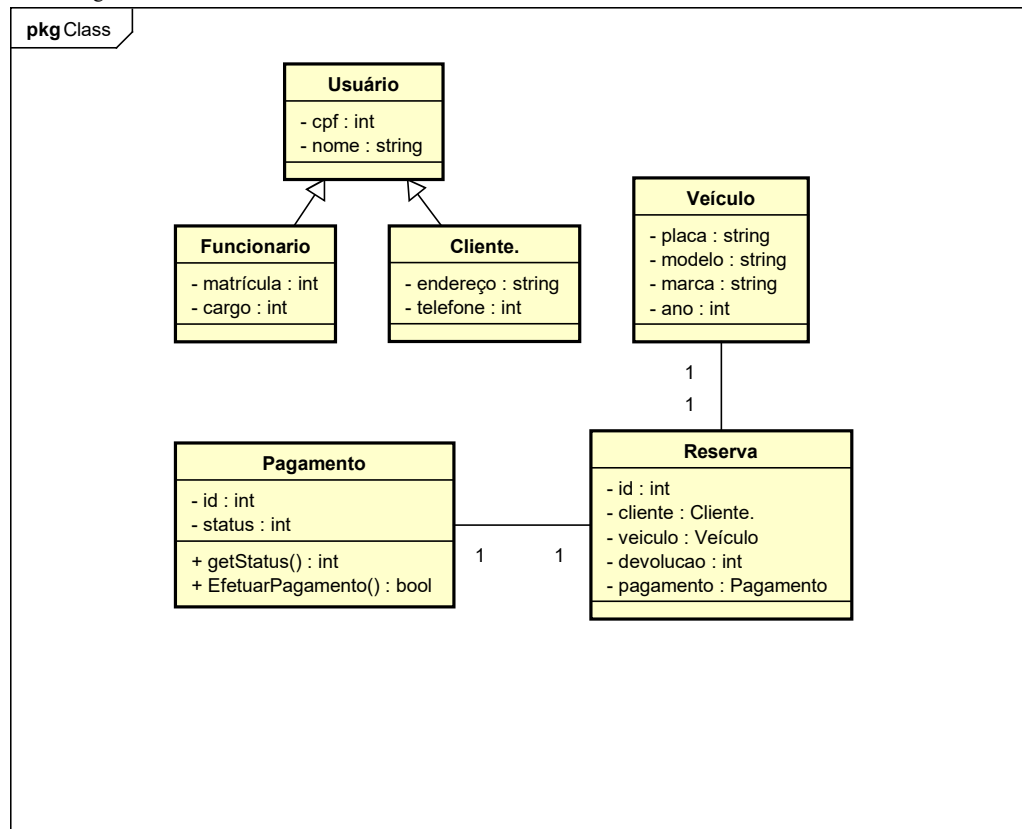 pkg Class
Usuário
- cpf : int
- nome : string
Funcionario
- matrícula : int
- cargo : int
Cliente.
- endereço : string
- telefone : int
Veículo
- placa : string
- modelo : string
- marca : string
- ano : int
1
1
Pagamento
- id : int
- status : int
+ getStatus() : int
+ EfetuarPagamento() : bool
1
1
Reserva
- id : int
- cliente : Cliente.
- veiculo : Veículo
- devolucao : int
- pagamento : Pagamento